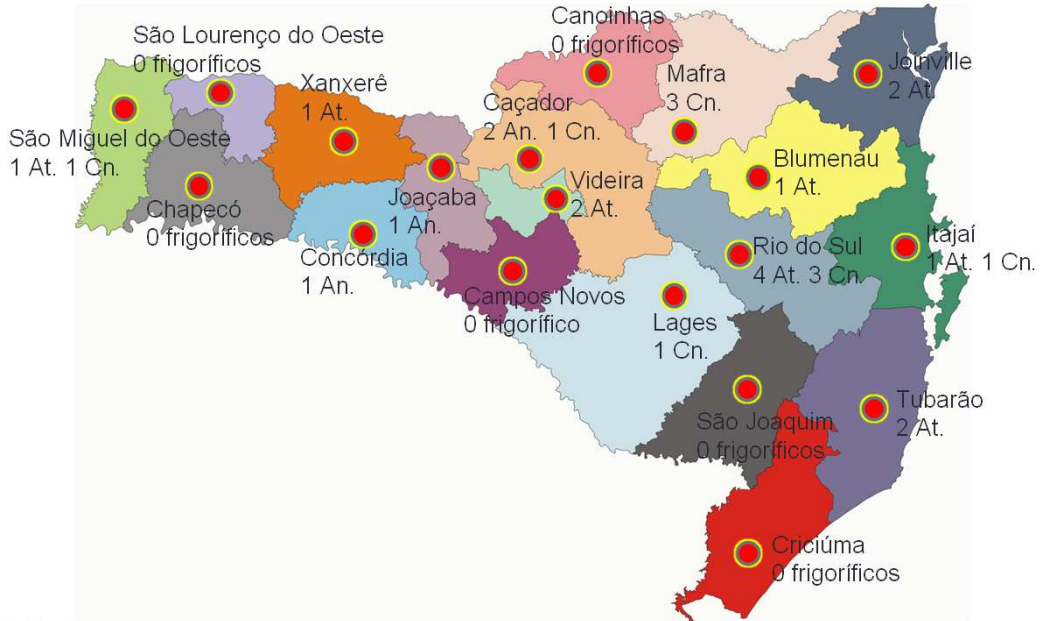 São Lourenço do Oeste
0 frigoríficos
Canoinhas
0 frigoríficos
Xanxerê
1 At.
Caçador
2 An. 1 Cn.
Mafra
3 Cn.
Joinville
2 At.
São Miguel do Oeste
1 At. 1 Cn.
Chapecó
0 frigoríficos
Joaçaba
1 An.
Videira
2 At.
Blumenau
1 At.
Concórdia
1 An.
Campos Novos
0 frigorífico
Rio do Sul
4 At. 3 Cn.
Itajaí
1 At. 1 Cn.
Lages
1 Cn.
São Joaquim
0 frigoríficos
Tubarão
2 At.
Criciúma
0 frigoríficos